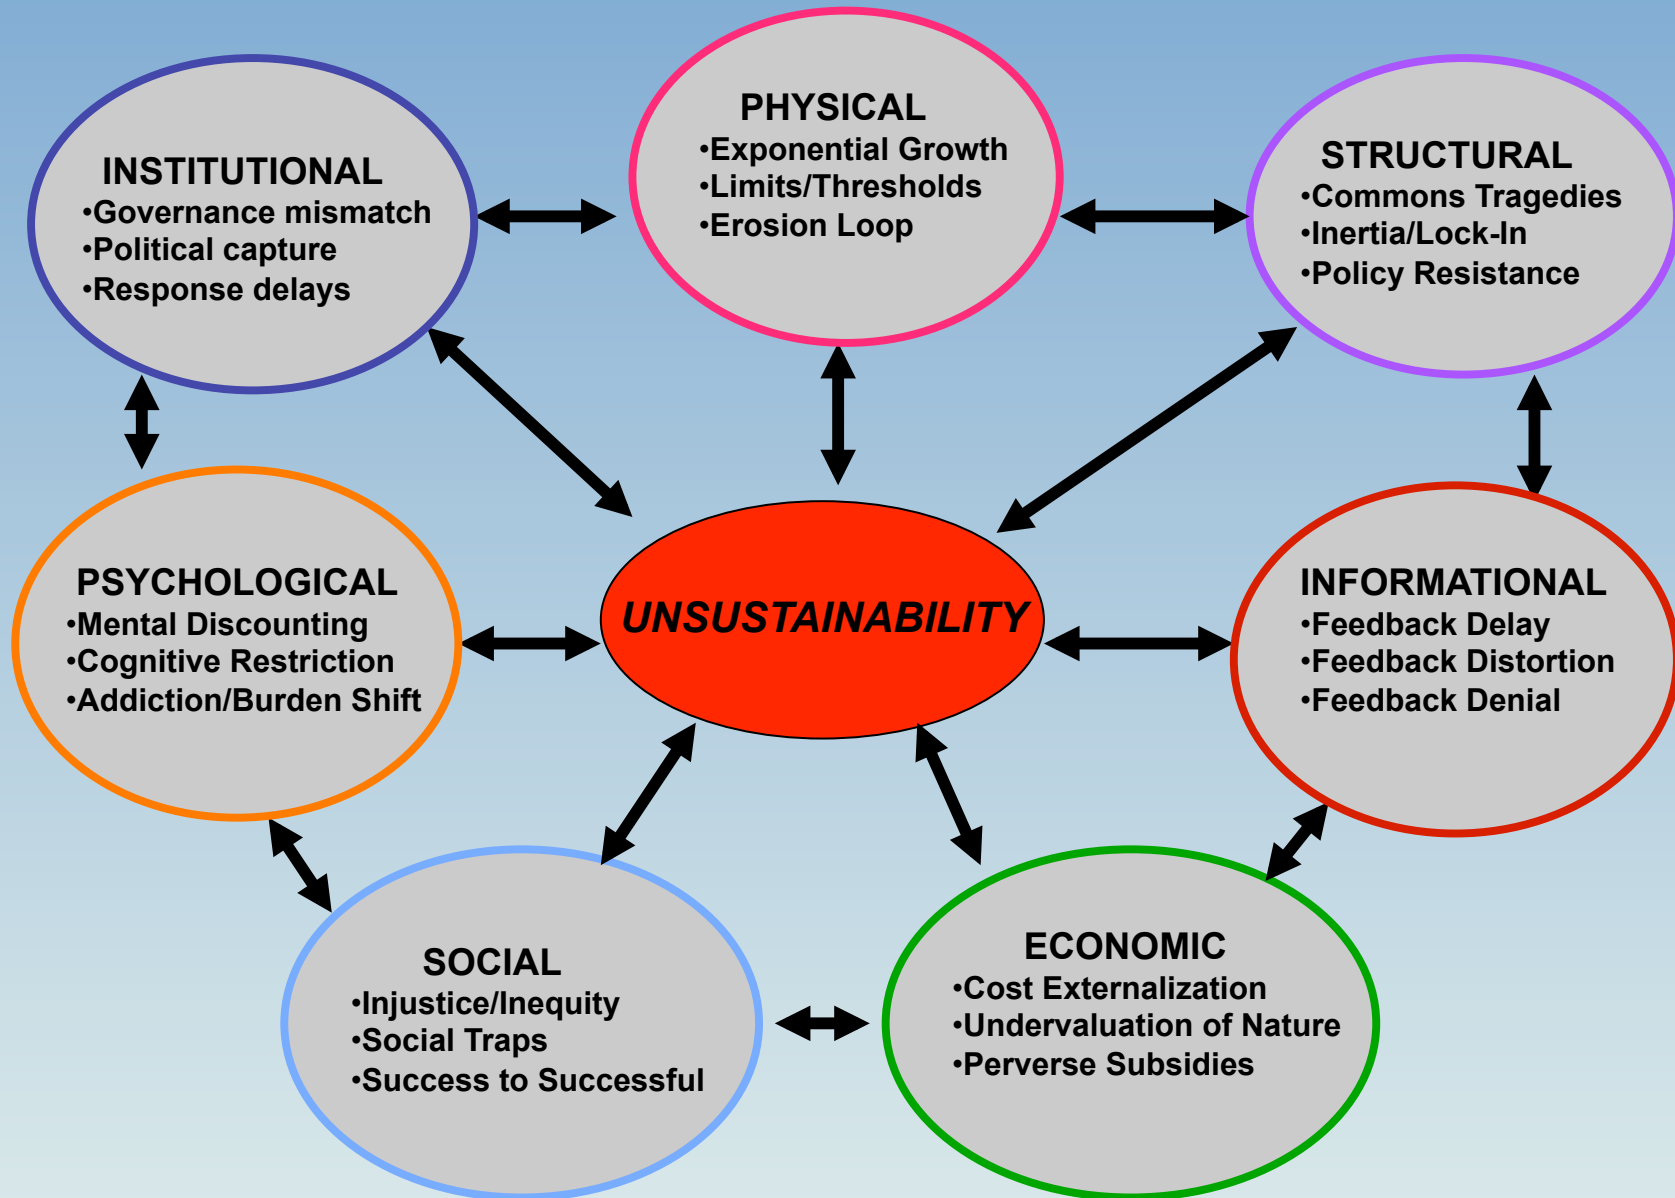 INSTITUTIONAL
•Governance mismatch
•Political capture
•Response delays
PHYSICAL
•Exponential Growth
•Limits/Thresholds
•Erosion Loop
STRUCTURAL
•Commons Tragedies
•Inertia/Lock-In
•Policy Resistance
PSYCHOLOGICAL
•Mental Discounting
•Cognitive Restriction
•Addiction/Burden Shift
UNSUSTAINABILITY
INFORMATIONAL
•Feedback Delay
•Feedback Distortion
•Feedback Denial
SOCIAL
•Injustice/Inequity
•Social Traps
•Success to Successful
ECONOMIC
•Cost Externalization
•Undervaluation of Nature
•Perverse Subsidies